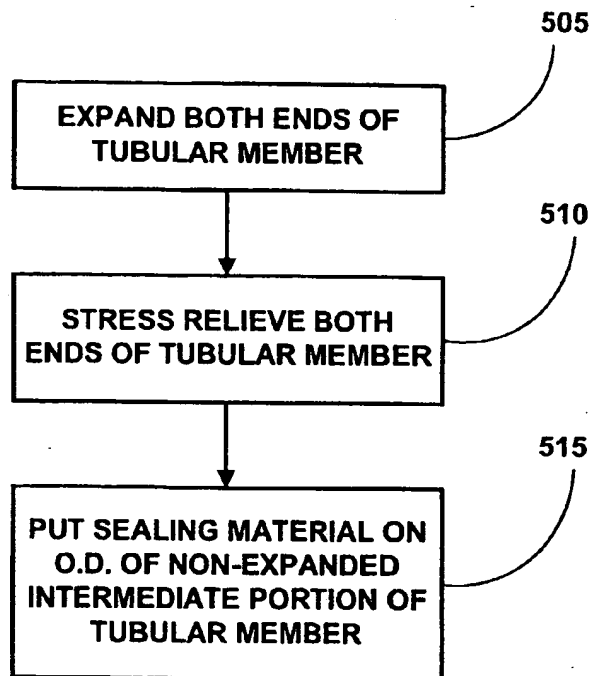 505
EXPAND BOTH ENDS OF
TUBULAR MEMBER
510
STRESS RELIEVE BOTH
ENDS OF TUBULAR MEMBER
515
PUT SEALING MATERIAL ON
O.D. OF NON-EXPANDED
INTERMEDIATE PORTION OF
TUBULAR MEMBER